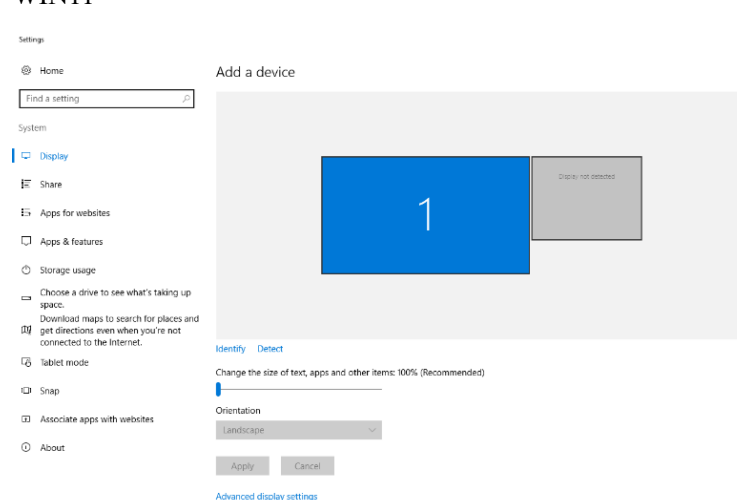 Settings
Home
Find a setting
System
Display
Share
Apps for websites
Apps & features
Storage usage
Choose a drive to see what's taking up
space.
Download maps to search for places and
get directions even when you're not
connected to the Internet.
Tablet mode
Snap
Associate apps with websites
About
Add a device
1
Display not detected
Identify Detect
Change the size of text, apps and other items: 100% (Recommended)
Orientation
Landscape
Apply Cancel
Advanced display settings